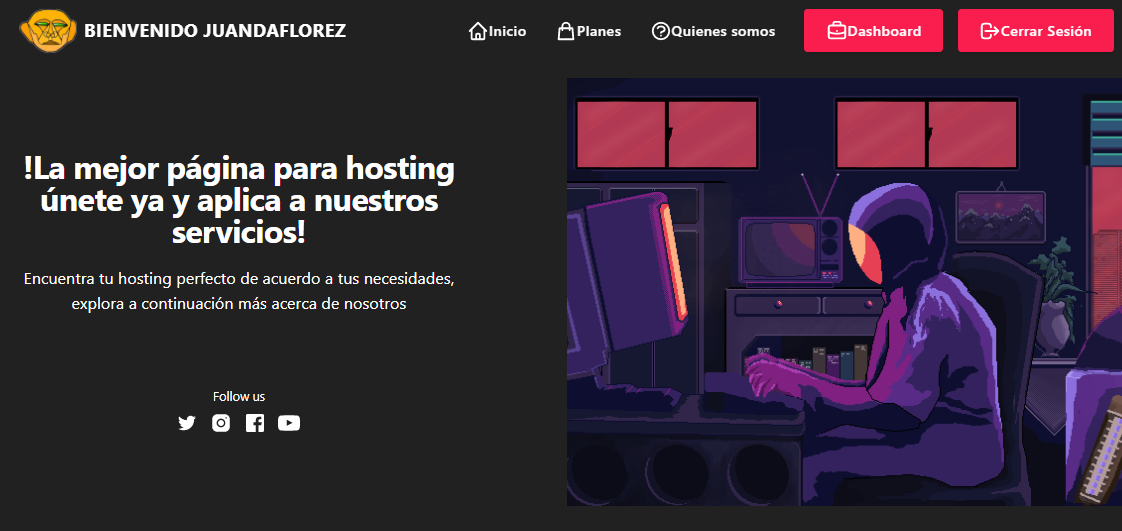 BIENVENIDO JUANDAFLOREZ
Inicio
Planes
Quienes somos
Dashboard
Cerrar Sesión
!La mejor página para hosting
únete ya y aplica a nuestros
servicios!
Encuentra tu hosting perfecto de acuerdo a tus necesidades,
explora a continuación más acerca de nosotros
Follow us